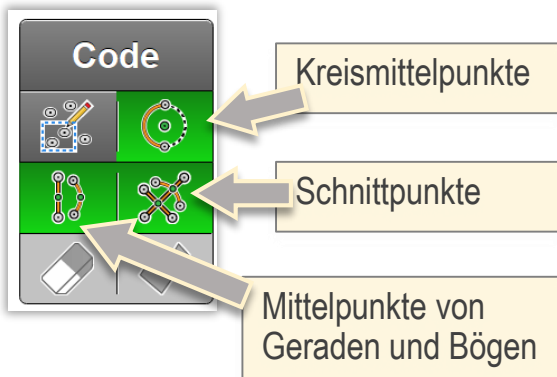 Code
Kreismittelpunkte
Schnittpunkte
Mittelpunkte von
Geraden und Bögen